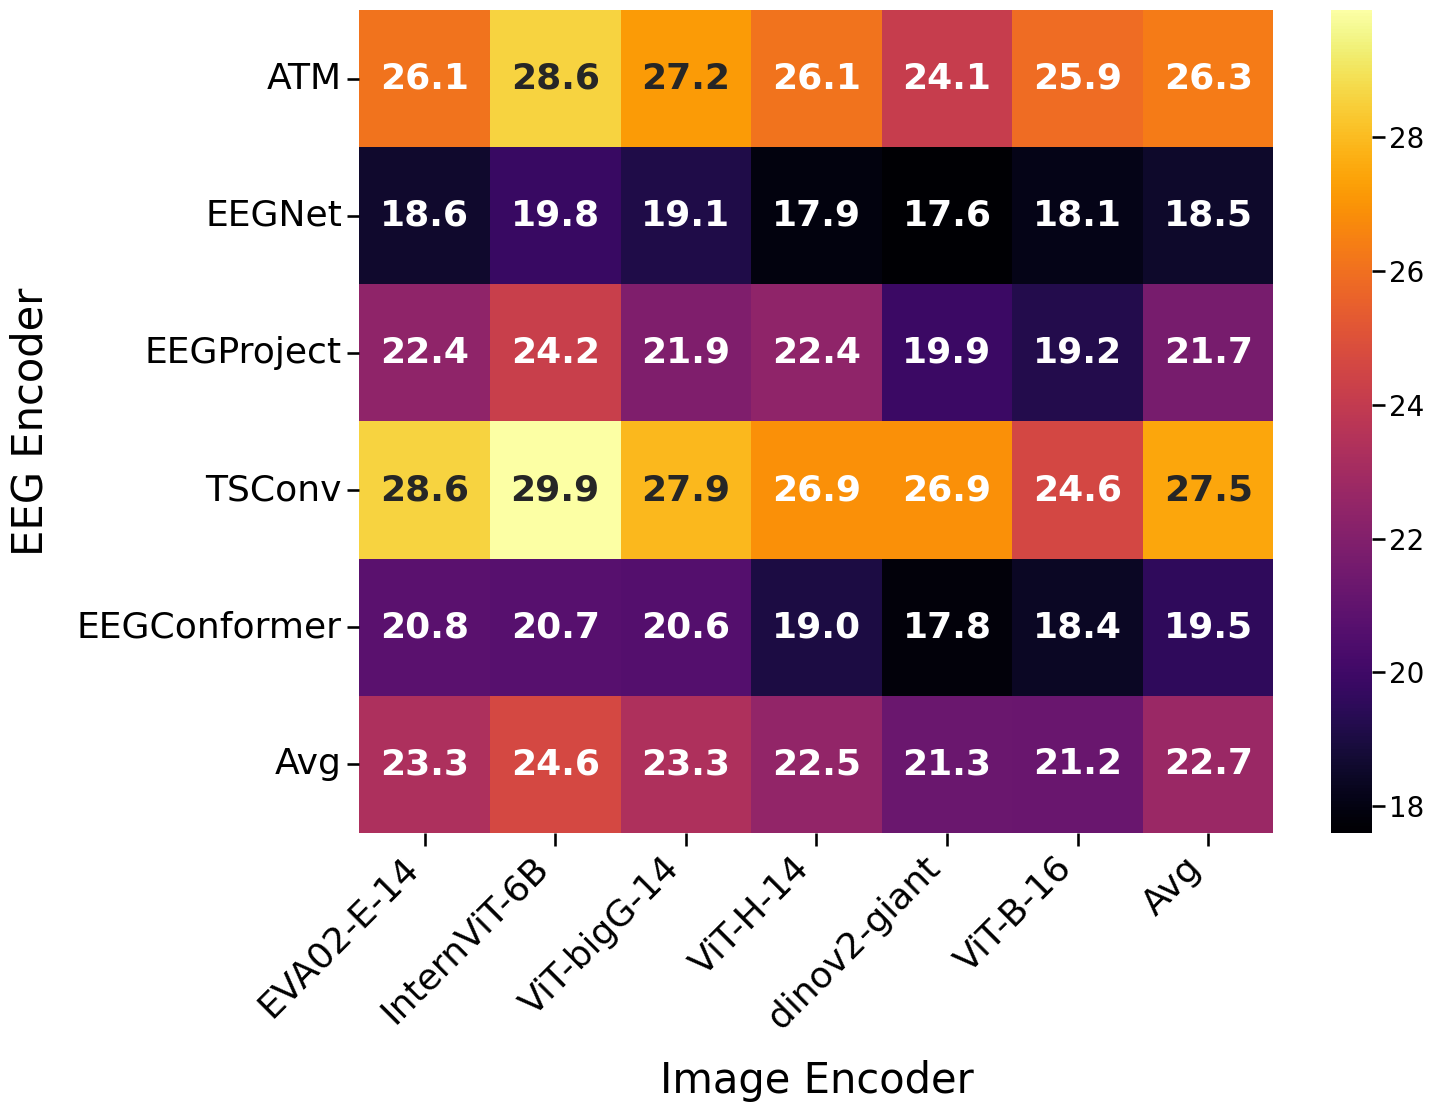 ATM 26.1 28.6 27.2 26.1 24.1 25.9 26.3
EEGNet 18.6 19.8 19.1 17.9 17.6 18.1 18.5
EEGProject 22.4 24.2 21.9 22.4 19.9 19.2 21.7
TSConv 28.6 29.9 27.9 26.9 26.9 24.6 27.5
EEGConformer 20.8 20.7 20.6 19.0 17.8 18.4 19.5
Avg 23.3 24.6 23.3 22.5 21.3 21.2 22.7
EEG Encoder
EVA02-E-14
InternViT-6B
ViT-bigG-14
ViT-H-14
dinov2-giant
ViT-B-16
Avg
Image Encoder
28
26
24
22
20
18